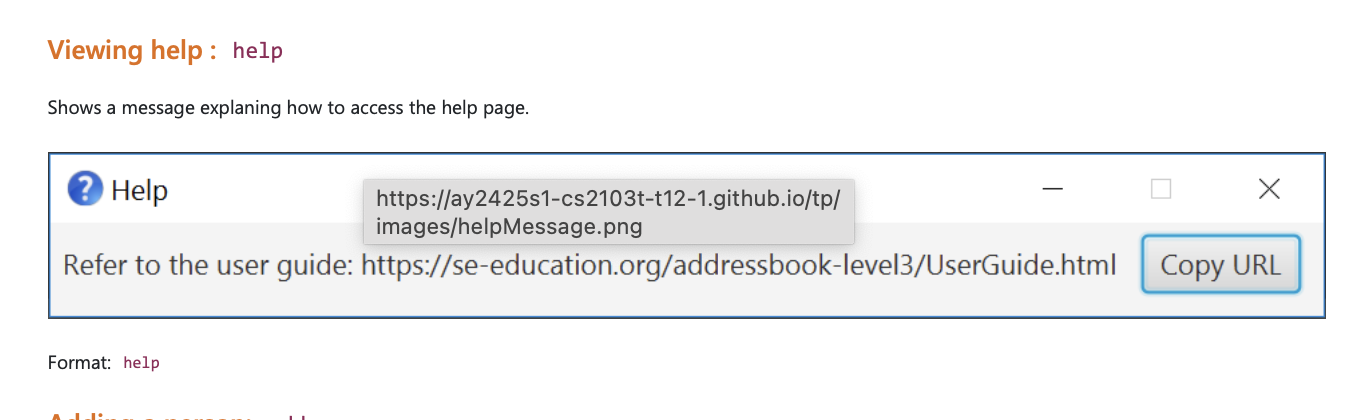 Viewing help : help
Shows a message explaning how to access the help page.
Help
https://ay2425s1-cs2103t-t12-1.github.io/tp/
images/helpMessage.png
Refer to the user guide: https://se-education.org/addressbook-level3/UserGuide.html Copy URL
Format: help
Adding a person: